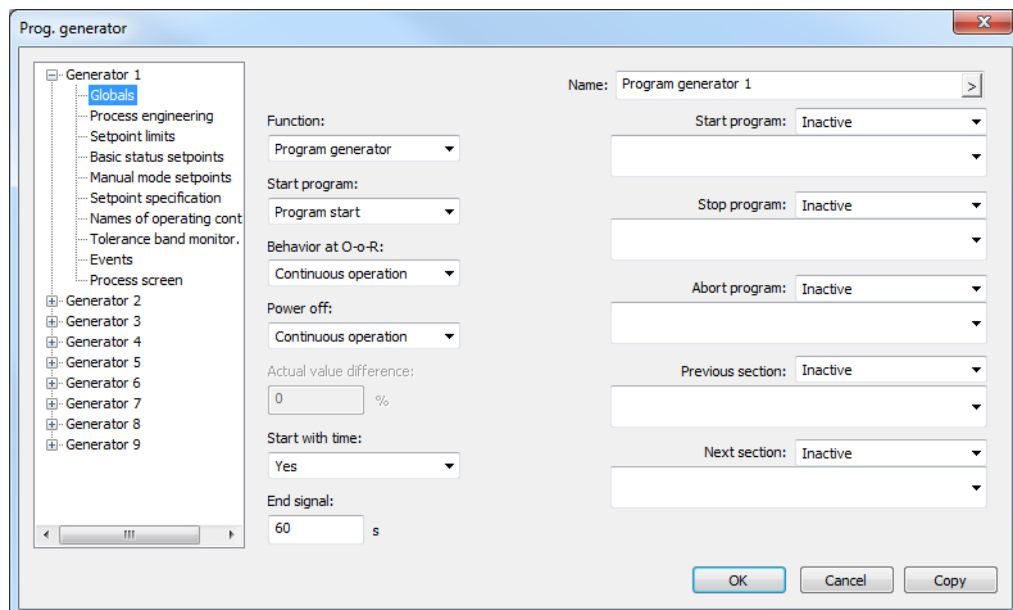 Prog. generator
Generator 1
Globals
Process engineering
Setpoint limits
Basic status setpoints
Manual mode setpoints
Setpoint specification
Names of operating cont
Tolerance band monitor.
Events
Process screen
Generator 2
Generator 3
Generator 4
Generator 5
Generator 6
Generator 7
Generator 8
Generator 9
Function:
Program generator
Start program:
Program start
Behavior at O-o-R:
Continuous operation
Power off:
Continuous operation
Actual value difference:
0 %
Start with time:
Yes
End signal:
60 s
Name: Program generator 1 >
Start program: Inactive
Stop program: Inactive
Abort program: Inactive
Previous section: Inactive
Next section: Inactive
OK Cancel Copy